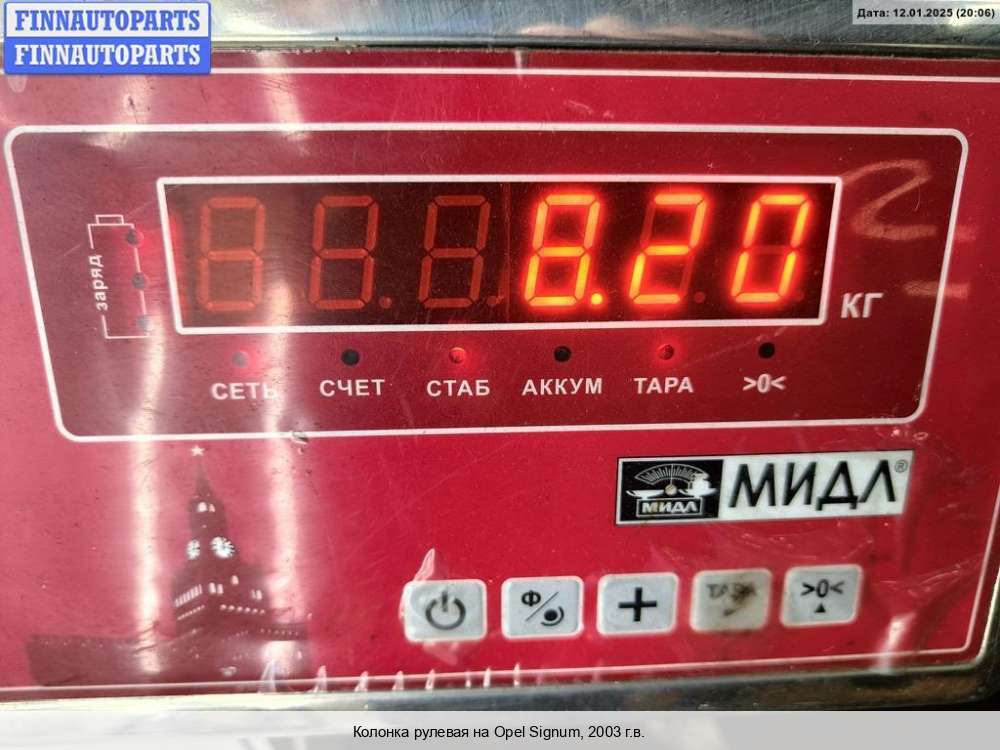 FINNAUTOPARTS
FINNAUTOPARTS
Дата: 12.01.2025 (20:06)
заряд
8.20
КГ
СЕТЬ СЧЕТ СТАБ АККУМ ТАРА >0<
МИДЛ
МИДЛ®
Ф/
+
ТАРА
>0<
Колонка рулевая на Opel Signum, 2003 г.в.